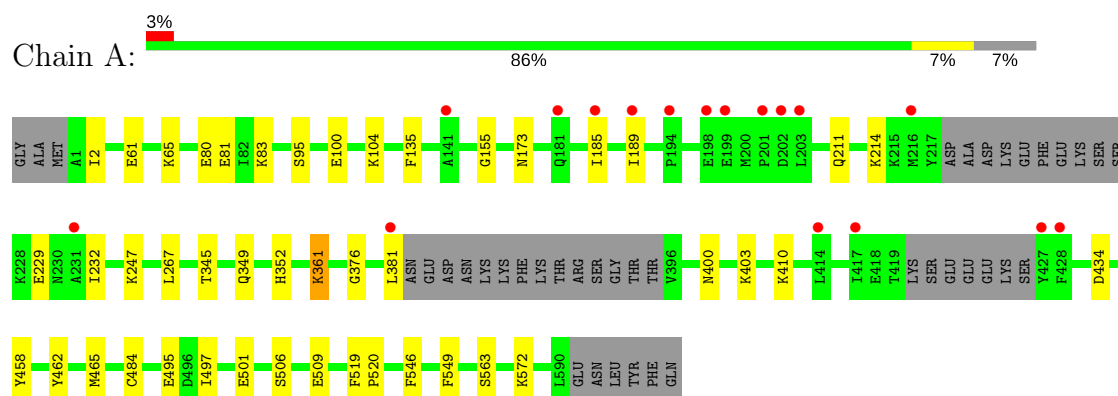 3%
Chain A:
86% 7% 7%
GLY ALA MET A1 I2 E61 K65 E80 E81 I82 K83 S95 E100 K104 F135 A141 G155 N173 Q181 I185 I189 P194 E198 E199 M200 P201 D202 L203 Q211 K214 K215 M216 Y217 ASP ALA ASP LYS GLU PHE GLU LYS SER SER
K228 E229 N230 A231 I232 K247 L267 T345 Q349 H352 K361 G376 L381 ASN GLU ASP ASN LYS LYS PHE LYS THR ARG SER GLY THR THR V396 N400 K403 K410 L414 I417 E418 T419 LYS SER GLU GLU GLU LYS SER Y427 F428 D434
Y458 Y462 M465 C484 E495 D496 I497 E501 S506 E509 F519 P520 F546 F549 S563 K572 L590 GLU ASN LEU TYR PHE GLN